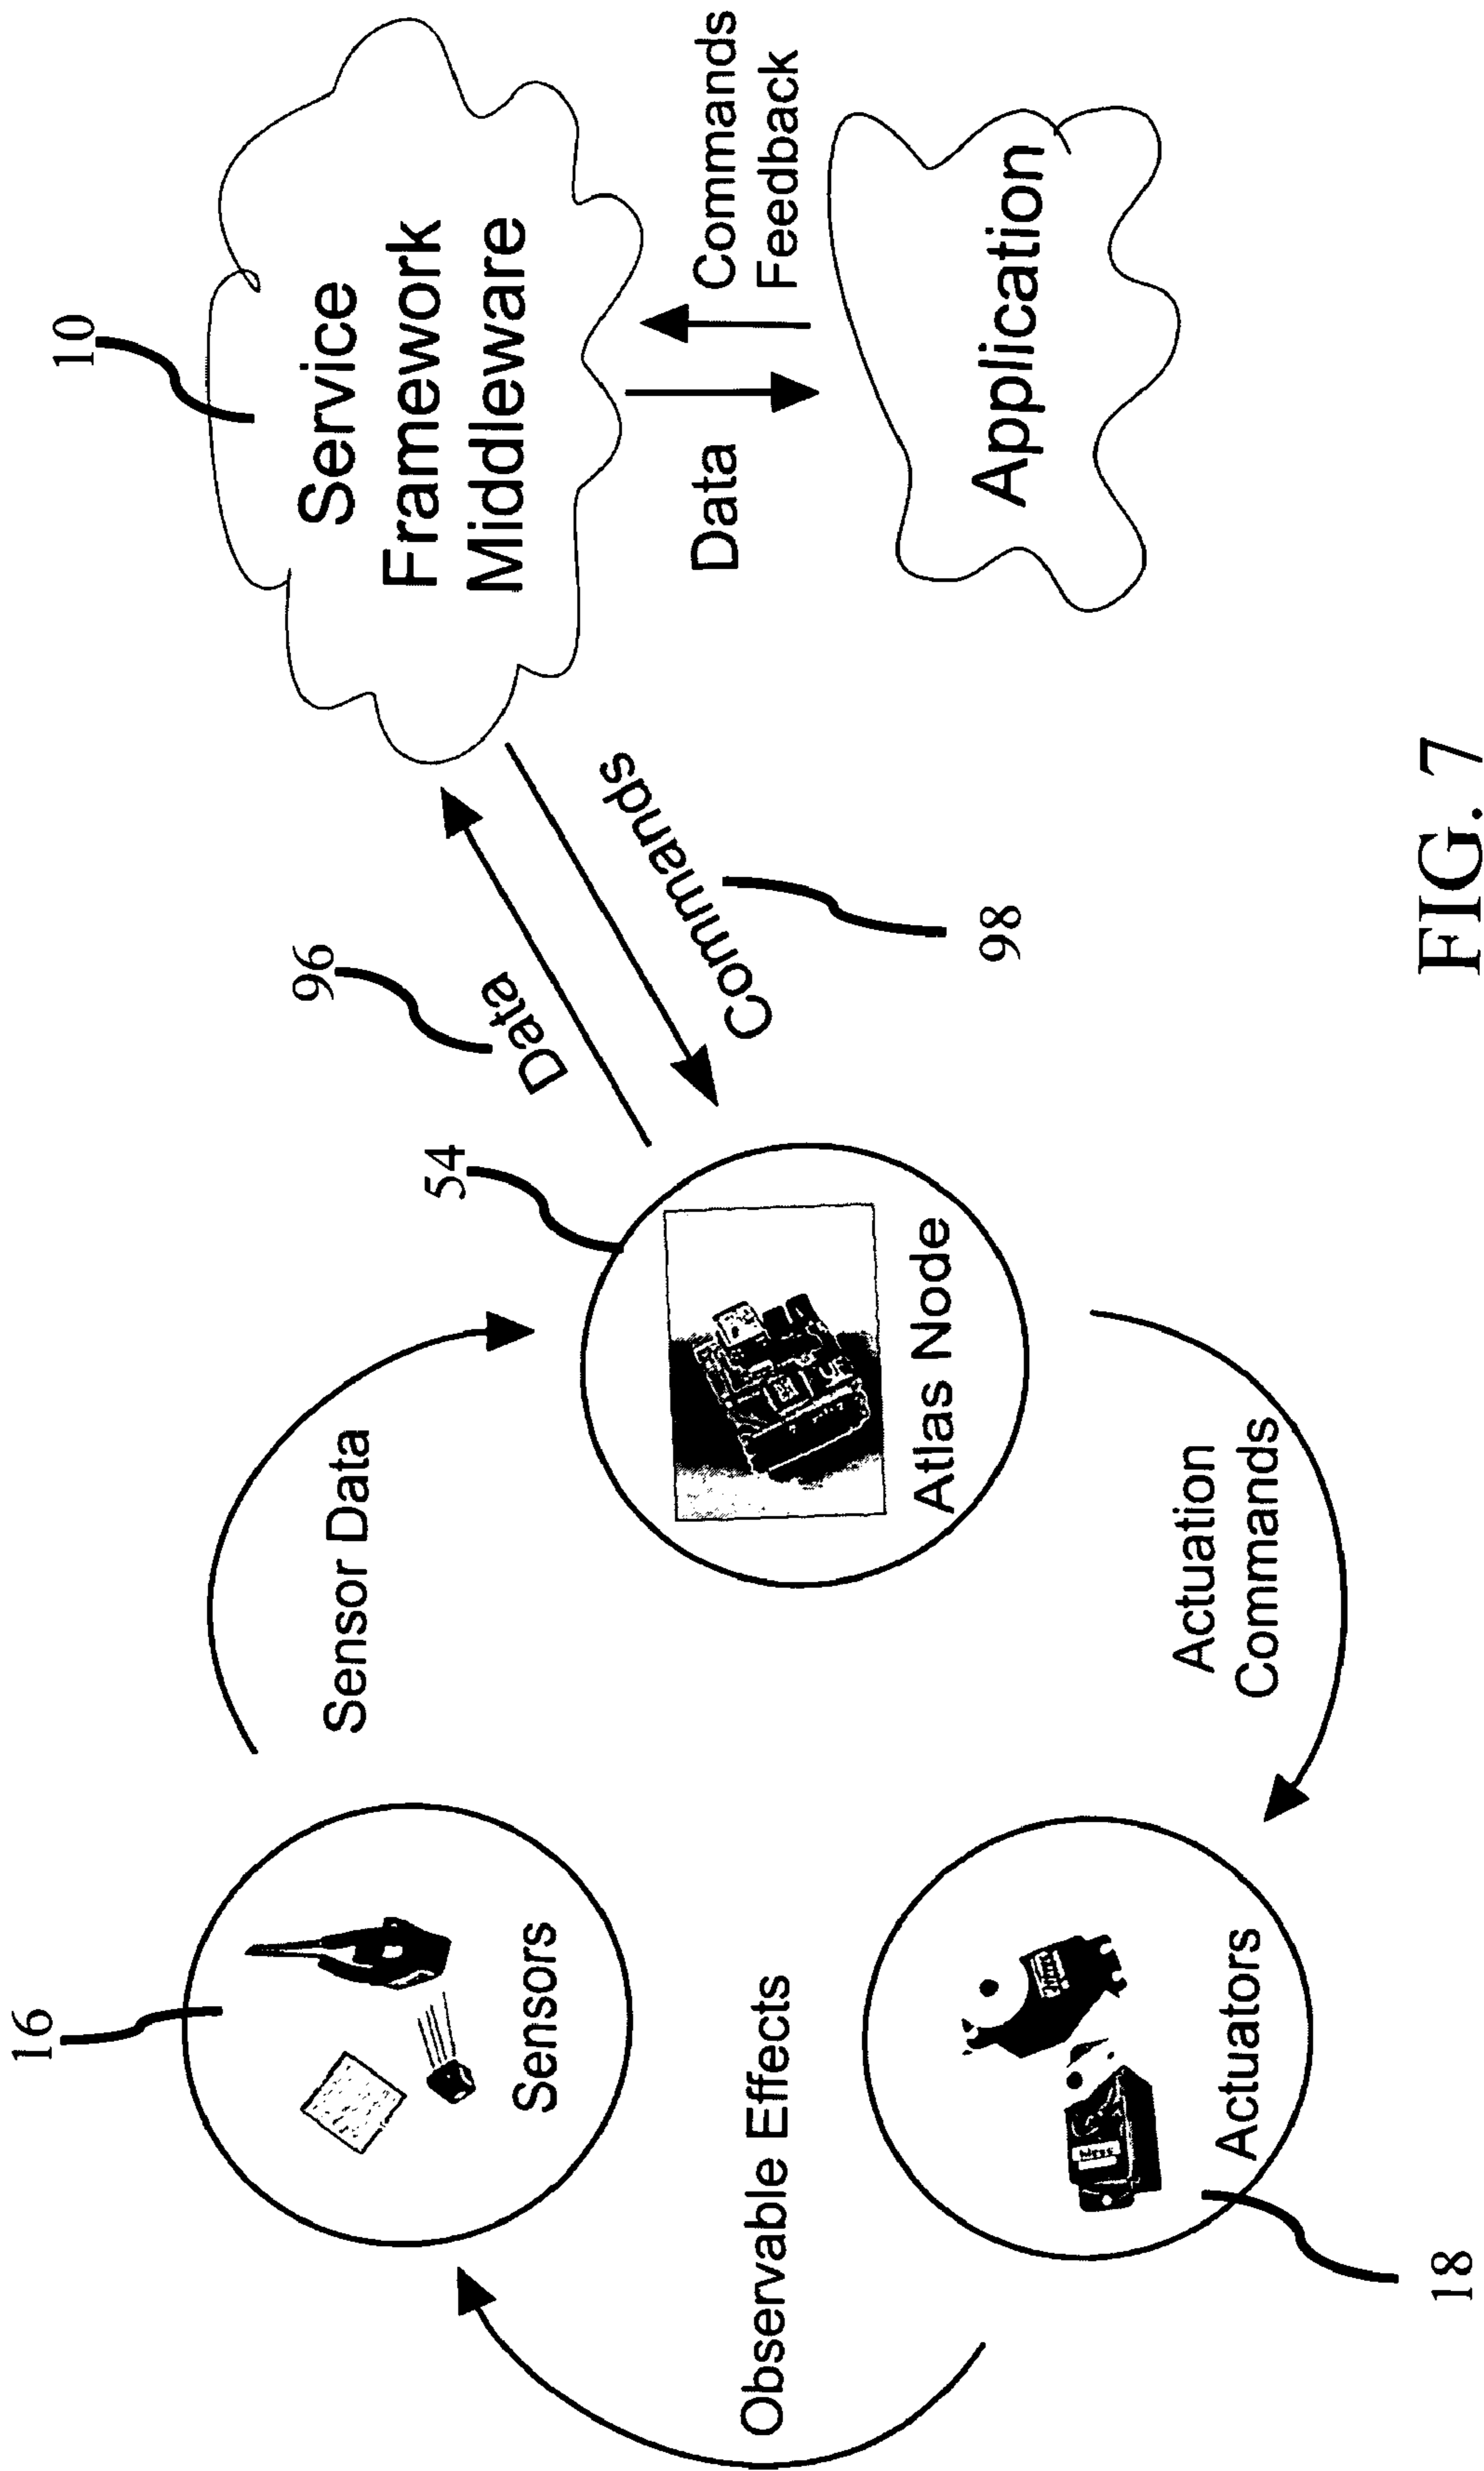 16
Sensors
Sensor Data
54
Atlas Node
96
Data
Commands
98
10
Service
Framework
Middleware
Data
Commands
Feedback
Application
Observable Effects
Actuators
18
Actuation
Commands
FIG. 7